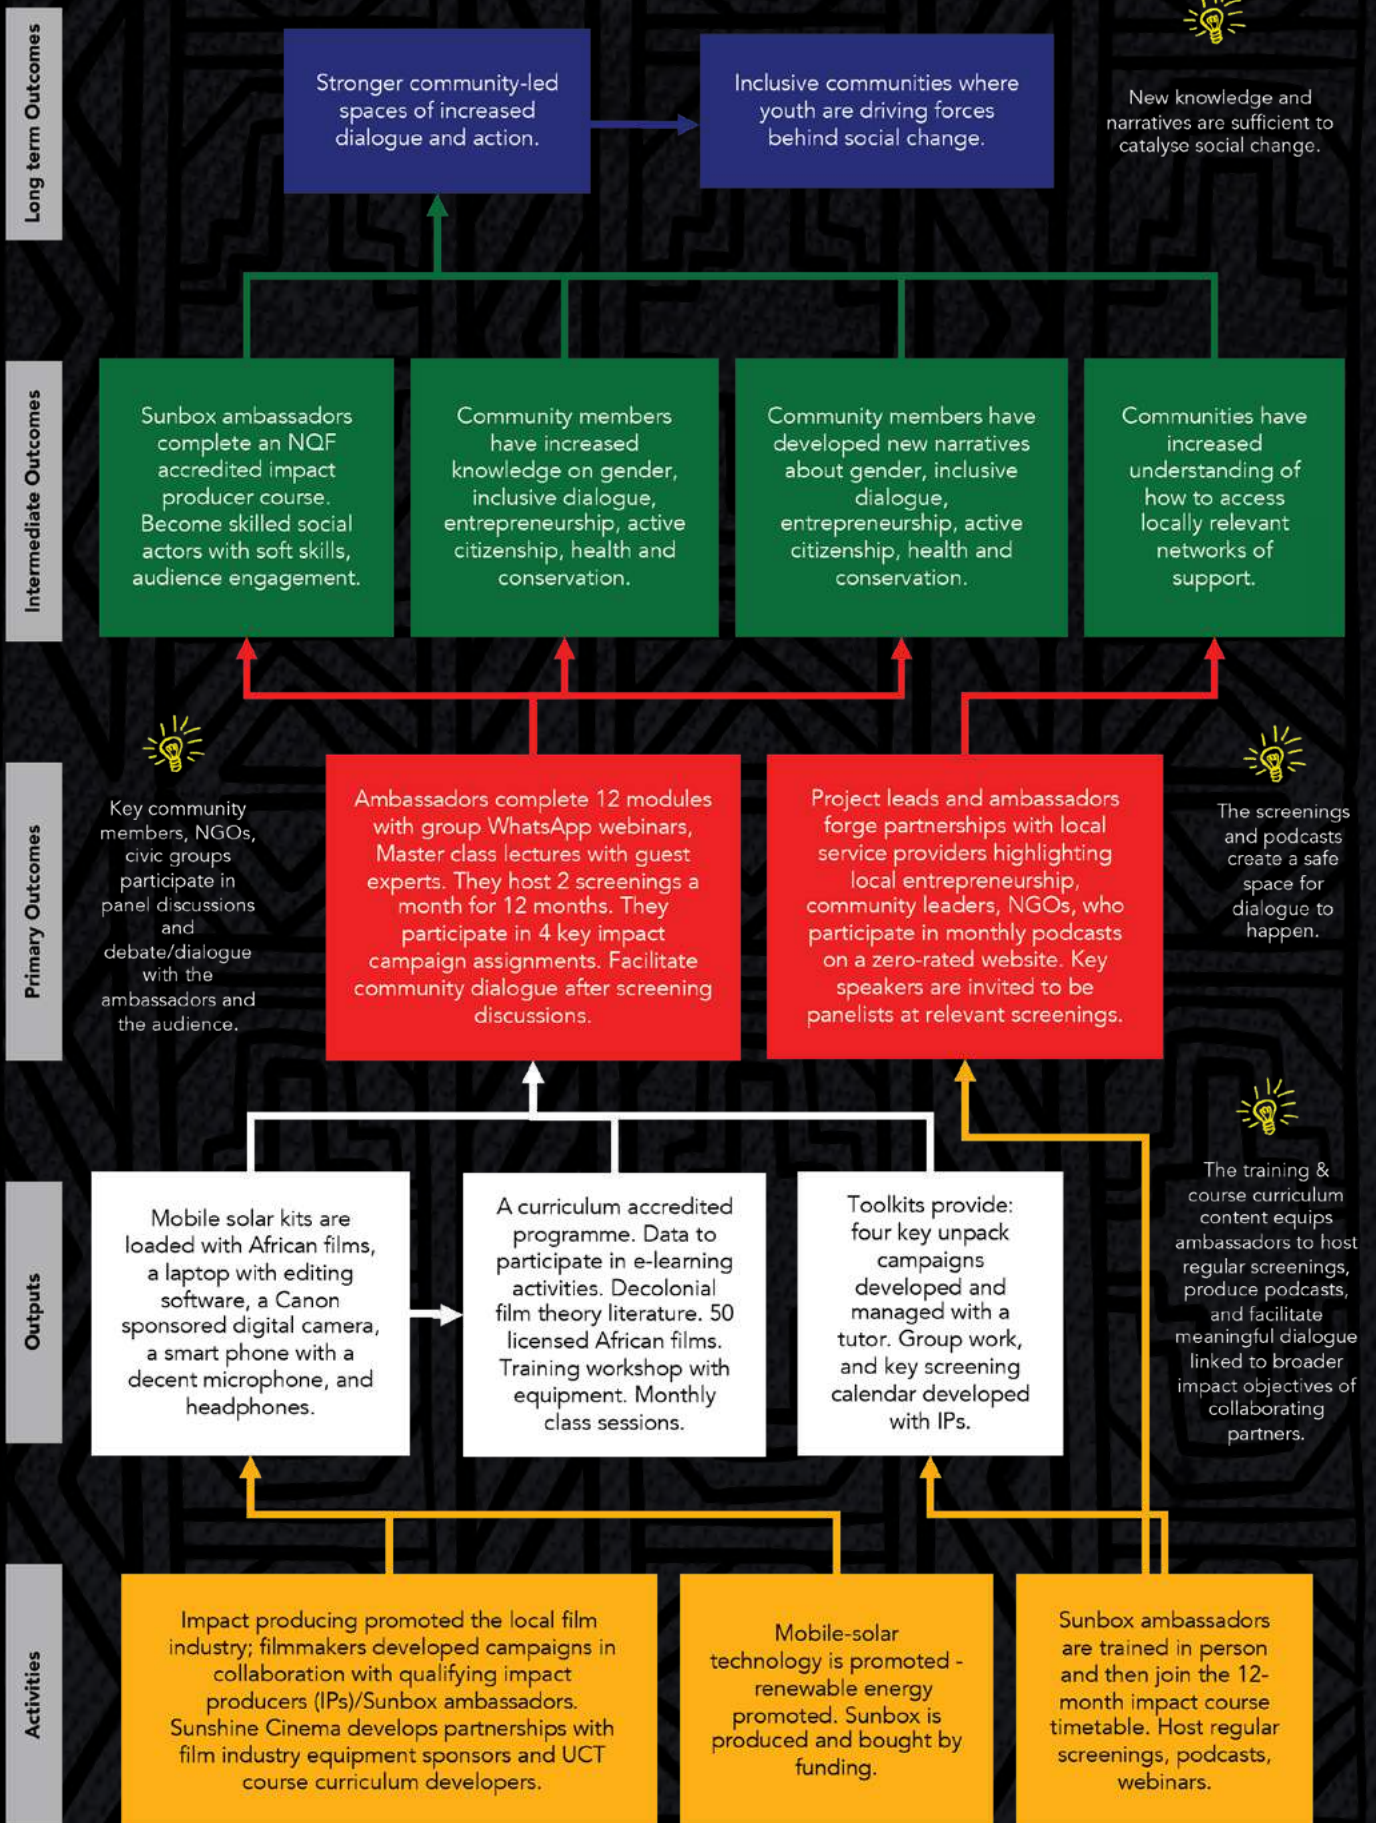 Long term Outcomes
Stronger community-led
spaces of increased
dialogue and action.
Inclusive communities where
youth are driving forces
behind social change.
New knowledge and
narratives are sufficient to
catalyse social change.
Intermediate Outcomes
Sunbox ambassadors
complete an NQF
accredited impact
producer course.
Become skilled social
actors with soft skills,
audience engagement.
Community members
have increased
knowledge on gender,
inclusive dialogue,
entrepreneurship, active
citizenship, health and
conservation.
Community members have
developed new narratives
about gender, inclusive
dialogue,
entrepreneurship, active
citizenship, health and
conservation.
Communities have
increased
understanding of
how to access
locally relevant
networks of
support.
Primary Outcomes
Key community
members, NGOs,
civic groups
participate in
panel discussions
and
debate/dialogue
with the
ambassadors and
the audience.
Ambassadors complete 12 modules
with group WhatsApp webinars,
Master class lectures with guest
experts. They host 2 screenings a
month for 12 months. They
participate in 4 key impact
campaign assignments. Facilitate
community dialogue after screening
discussions.
Project leads and ambassadors
forge partnerships with local
service providers highlighting
local entrepreneurship,
community leaders, NGOs, who
participate in monthly podcasts
on a zero-rated website. Key
speakers are invited to be
panelists at relevant screenings.
The screenings
and podcasts
create a safe
space for
dialogue to
happen.
Outputs
Mobile solar kits are
loaded with African films,
a laptop with editing
software, a Canon
sponsored digital camera,
a smart phone with a
decent microphone, and
headphones.
A curriculum accredited
programme. Data to
participate in e-learning
activities. Decolonial
film theory literature. 50
licensed African films.
Training workshop with
equipment. Monthly
class sessions.
Toolkits provide:
four key unpack
campaigns
developed and
managed with a
tutor. Group work,
and key screening
calendar developed
with IPs.
The training &
course curriculum
content equips
ambassadors to host
regular screenings,
produce podcasts,
and facilitate
meaningful dialogue
linked to broader
impact objectives of
collaborating
partners.
Activities
Impact producing promoted the local film
industry; filmmakers developed campaigns in
collaboration with qualifying impact
producers (IPs)/Sunbox ambassadors.
Sunshine Cinema develops partnerships with
film industry equipment sponsors and UCT
course curriculum developers.
Mobile-solar
technology is promoted -
renewable energy
promoted. Sunbox is
produced and bought by
funding.
Sunbox ambassadors
are trained in person
and then join the 12-
month impact course
timetable. Host regular
screenings, podcasts,
webinars.